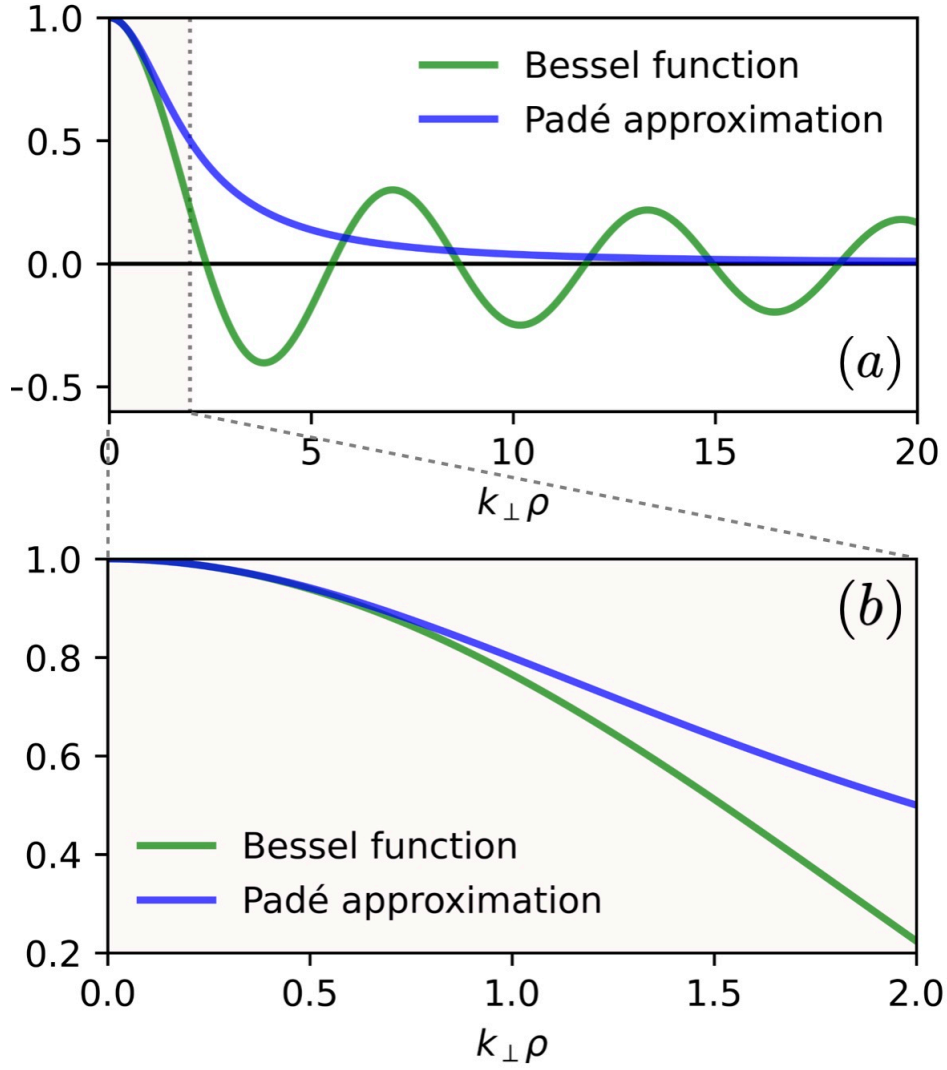 1.0
Bessel function
Padé approximation
0.5
0.0
-0.5
(a)
0 5 10 15 20
k⊥ρ
1.0
(b)
0.8
0.6
0.4
Bessel function
Padé approximation
0.2
0.0 0.5 1.0 1.5 2.0
k⊥ρ